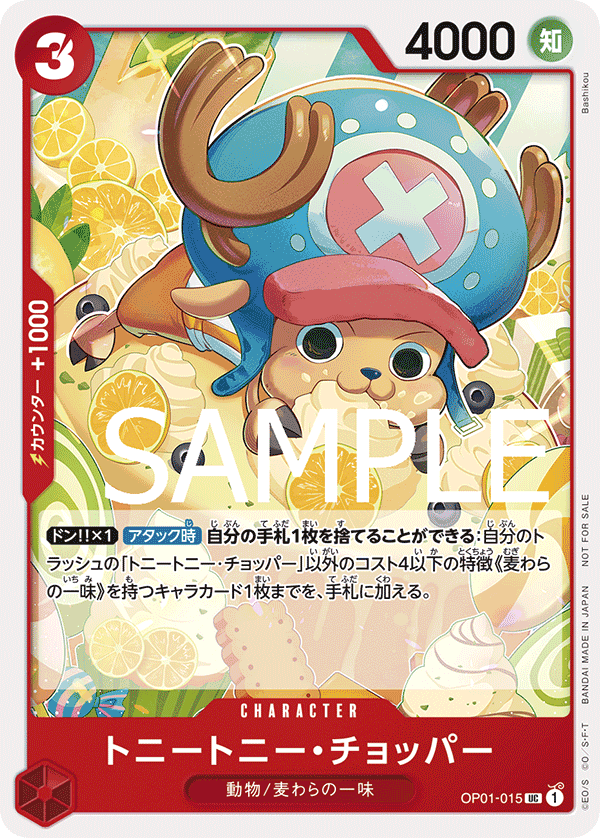 3
4000
知
Bashikou
カウンター +1000
SAMPLE
ドン!!×1 アタック時 自分の手札1枚を捨てることができる:自分のト
ラッシュの「トニートニー・チョッパー」以外のコスト4以下の特徴《麦わら
の一味》を持つキャラカード1枚までを、手札に加える。
CHARACTER
トニートニー・チョッパー
動物/麦わらの一味
OP01-015 UC 1
©E.O/S ©O/S・F・T BANDAI MADE IN JAPAN NOT FOR SALE